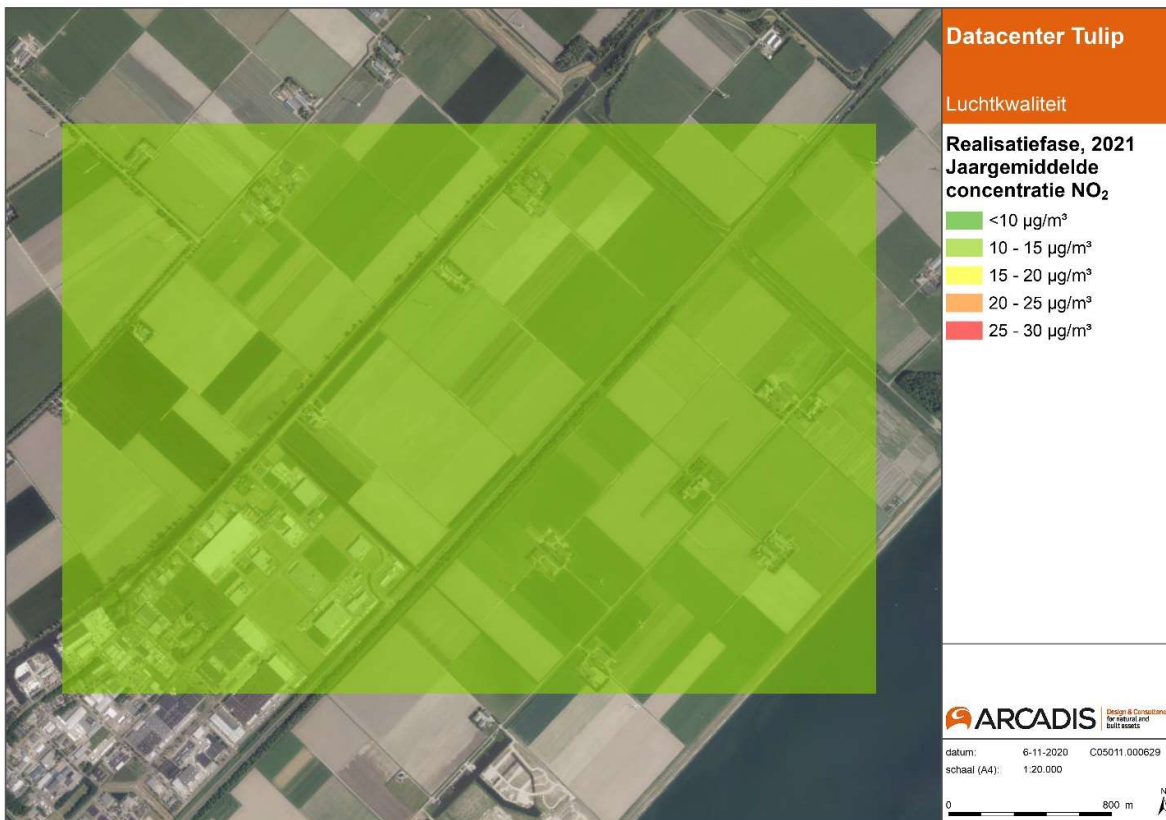 Datacenter Tulip
Luchtkwaliteit
Realisatiefase, 2021
Jaargemiddelde
concentratie NO₂
<10 µg/m³
10 - 15 µg/m³
15 - 20 µg/m³
20 - 25 µg/m³
25 - 30 µg/m³
ARCADIS
Design & Consultancy
for natural and
built assets
datum: 6-11-2020 C05011.000629
schaal (A4): 1:20.000
0 800 m
N